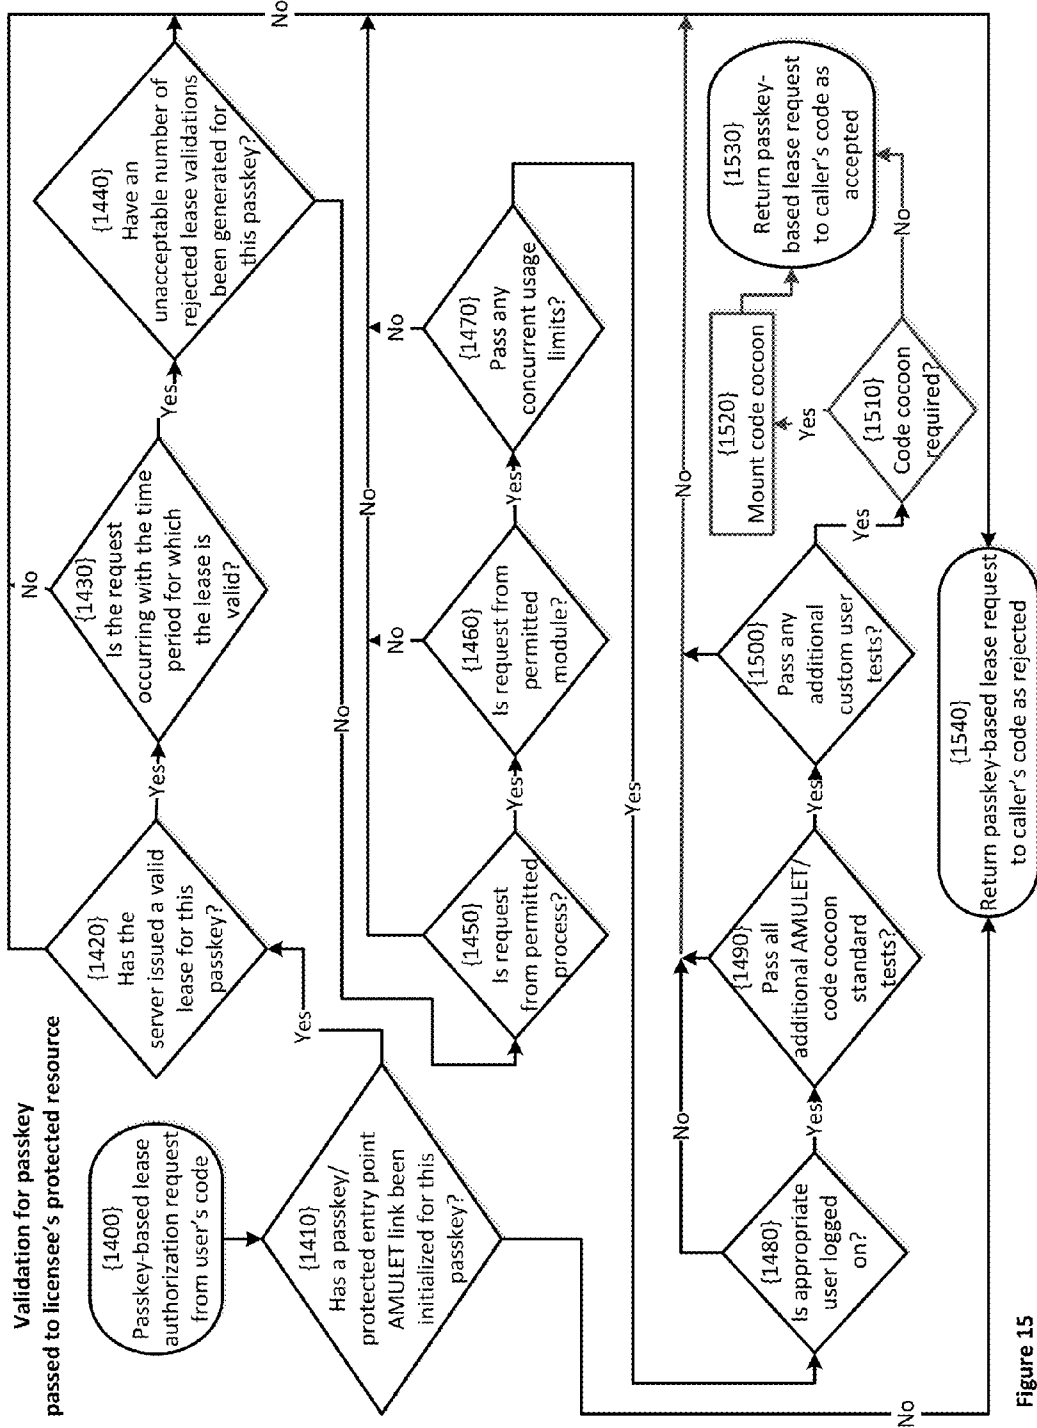 Validation for passkey
passed to licensee's protected resource
{1400}
Passkey-based lease
authorization request
from user's code
{1410}
Has a passkey/
protected entry point
AMULET link been
initialized for this
passkey?
Yes
No
{1420}
Has the
server issued a valid
lease for this
passkey?
Yes
{1430}
Is the request
occurring with the time
period for which
the lease is
valid?
No
Yes
{1440}
Have an
unacceptable number of
rejected lease validations
been generated for
this passkey?
No
No
{1450}
Is request
from permitted
process?
Yes
{1460}
Is request from
permitted
module?
No
Yes
{1470}
Pass any
concurrent usage
limits?
No
No
Yes
{1480}
Is appropriate
user logged
on?
No
Yes
{1490}
Pass all
additional AMULET/
code cocoon
standard
tests?
Yes
{1500}
Pass any
additional
custom user
tests?
No
Yes
{1510}
Code cocoon
required?
Yes
No
{1520}
Mount code cocoon
{1530}
Return passkey-
based lease request
to caller's code as
accepted
{1540}
Return passkey-based lease request
to caller's code as rejected
Figure 15